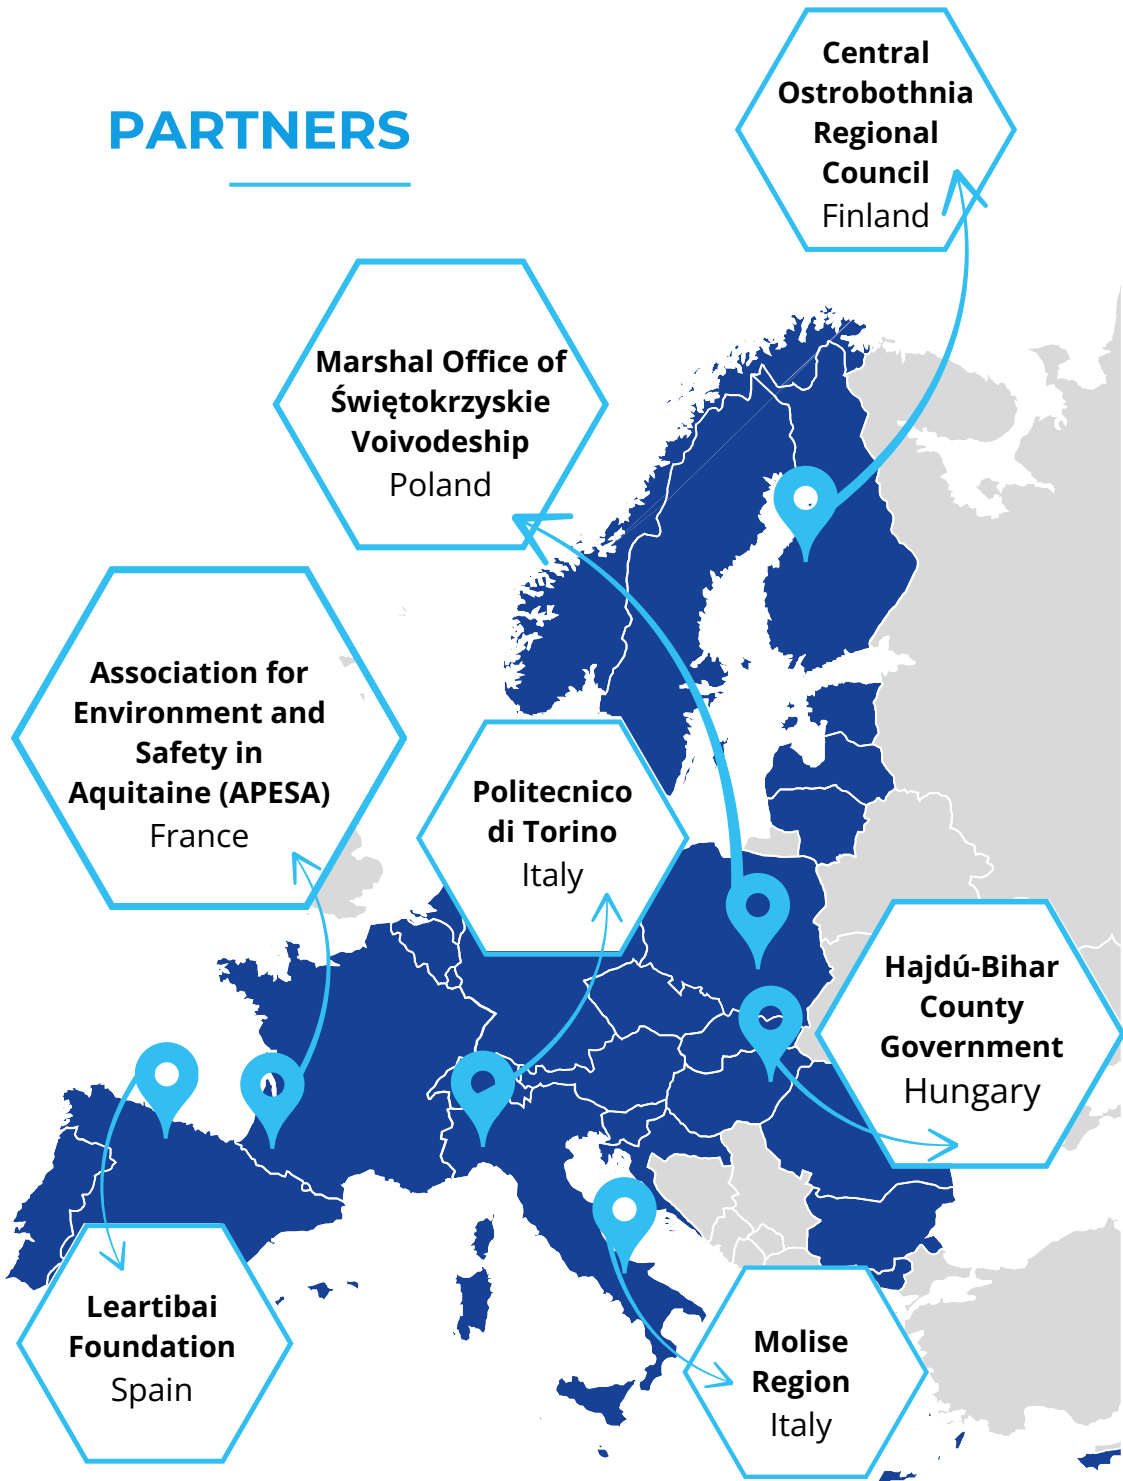 PARTNERS
Central
Ostrobothnia
Regional
Council
Finland
Marshal Office of
Świętokrzyskie
Voivodeship
Poland
Association for
Environment and
Safety in
Aquitaine (APESA)
France
Politecnico
di Torino
Italy
Hajdú-Bihar
County
Government
Hungary
Leartibai
Foundation
Spain
Molise
Region
Italy